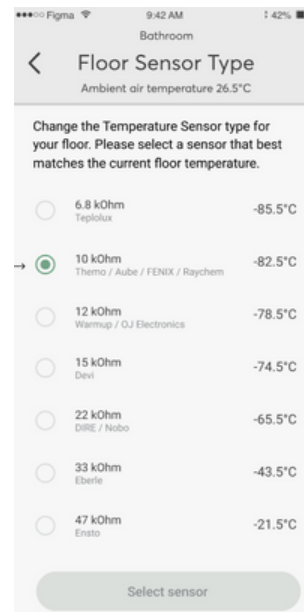 Figma
9:42 AM
42%
Bathroom
Floor Sensor Type
Ambient air temperature 26.5°C
Change the Temperature Sensor type for
your floor. Please select a sensor that best
matches the current floor temperature.
6.8 kOhm
Teplolux
-85.5°C
10 kOhm
Themo / Aube / FENIX / Raychem
-82.5°C
12 kOhm
Warmup / OJ Electronics
-78.5°C
15 kOhm
Devi
-74.5°C
22 kOhm
DIRE / Nobo
-65.5°C
33 kOhm
Eberle
-43.5°C
47 kOhm
Ensto
-21.5°C
Select sensor